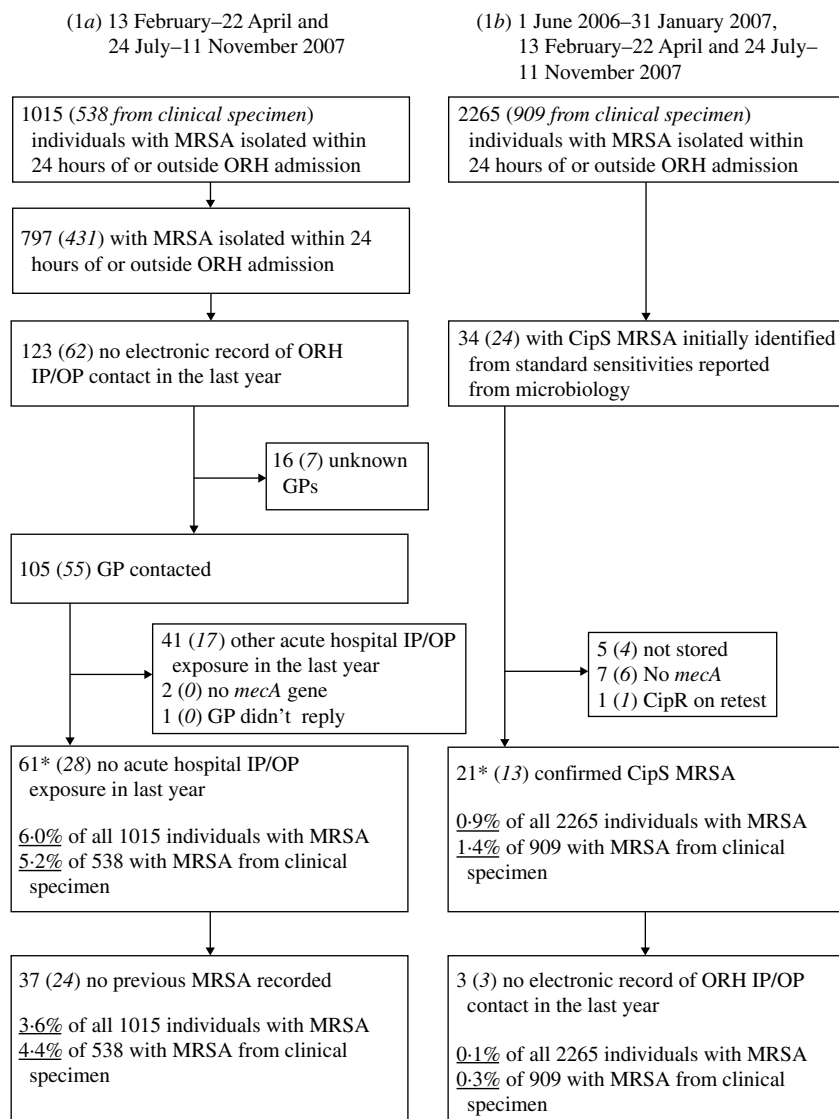 (1a) 13 February–22 April and
24 July–11 November 2007
1015 (538 from clinical specimen)
individuals with MRSA isolated within
24 hours of or outside ORH admission
797 (431) with MRSA isolated within 24
hours of or outside ORH admission
123 (62) no electronic record of ORH
IP/OP contact in the last year
16 (7) unknown
GPs
105 (55) GP contacted
41 (17) other acute hospital IP/OP
exposure in the last year
2 (0) no mecA gene
1 (0) GP didn't reply
61* (28) no acute hospital IP/OP
exposure in last year
6·0% of all 1015 individuals with MRSA
5·2% of 538 with MRSA from clinical
specimen
37 (24) no previous MRSA recorded
3·6% of all 1015 individuals with MRSA
4·4% of 538 with MRSA from clinical
specimen
(1b) 1 June 2006–31 January 2007,
13 February–22 April and 24 July–
11 November 2007
2265 (909 from clinical specimen)
individuals with MRSA isolated within
24 hours of or outside ORH admission
34 (24) with CipS MRSA initially identified
from standard sensitivities reported
from microbiology
5 (4) not stored
7 (6) No mecA
1 (1) CipR on retest
21* (13) confirmed CipS MRSA
0·9% of all 2265 individuals with MRSA
1·4% of 909 with MRSA from clinical
specimen
3 (3) no electronic record of ORH IP/OP
contact in the last year
0·1% of all 2265 individuals with MRSA
0·3% of 909 with MRSA from clinical
specimen